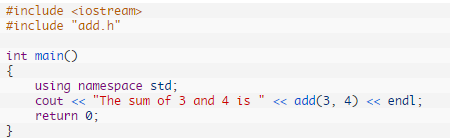 #include <iostream>
#include "add.h"
int main()
{
    using namespace std;
    cout << "The sum of 3 and 4 is " << add(3, 4) << endl;
    return 0;
}